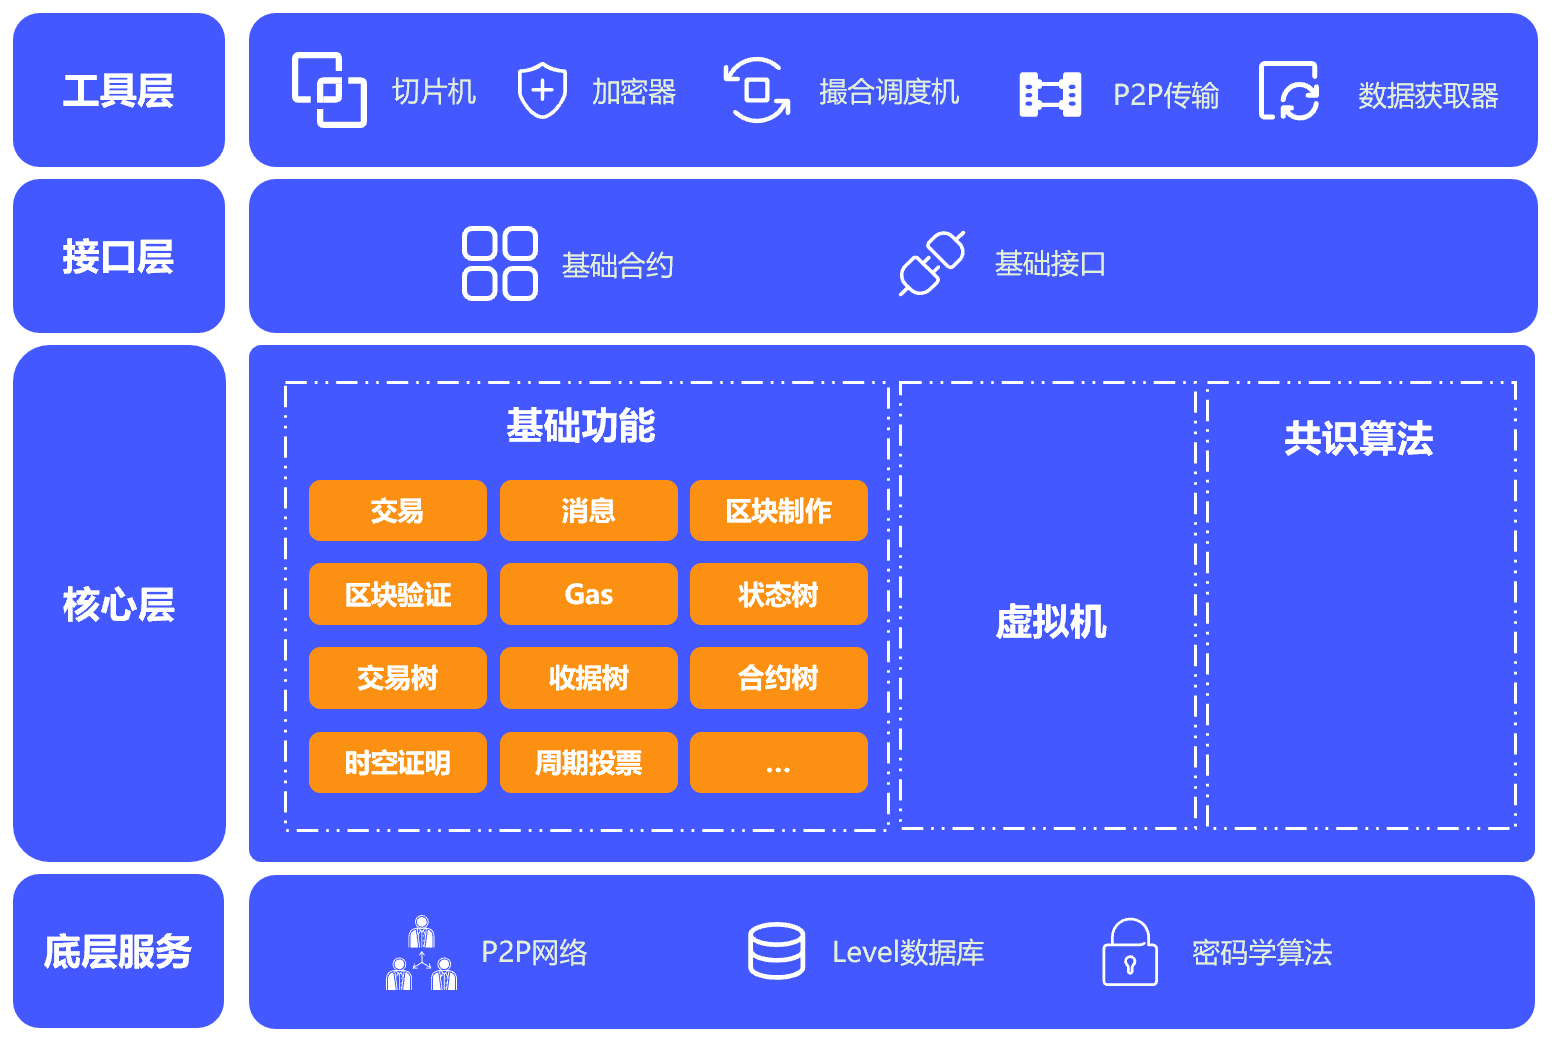 工具层
切片机
加密器
撮合调度机
P2P传输
数据获取器
接口层
基础合约
基础接口
核心层
基础功能
交易
消息
区块制作
区块验证
Gas
状态树
交易树
收据树
合约树
时空证明
周期投票
...
虚拟机
共识算法
底层服务
P2P网络
Level数据库
密码学算法